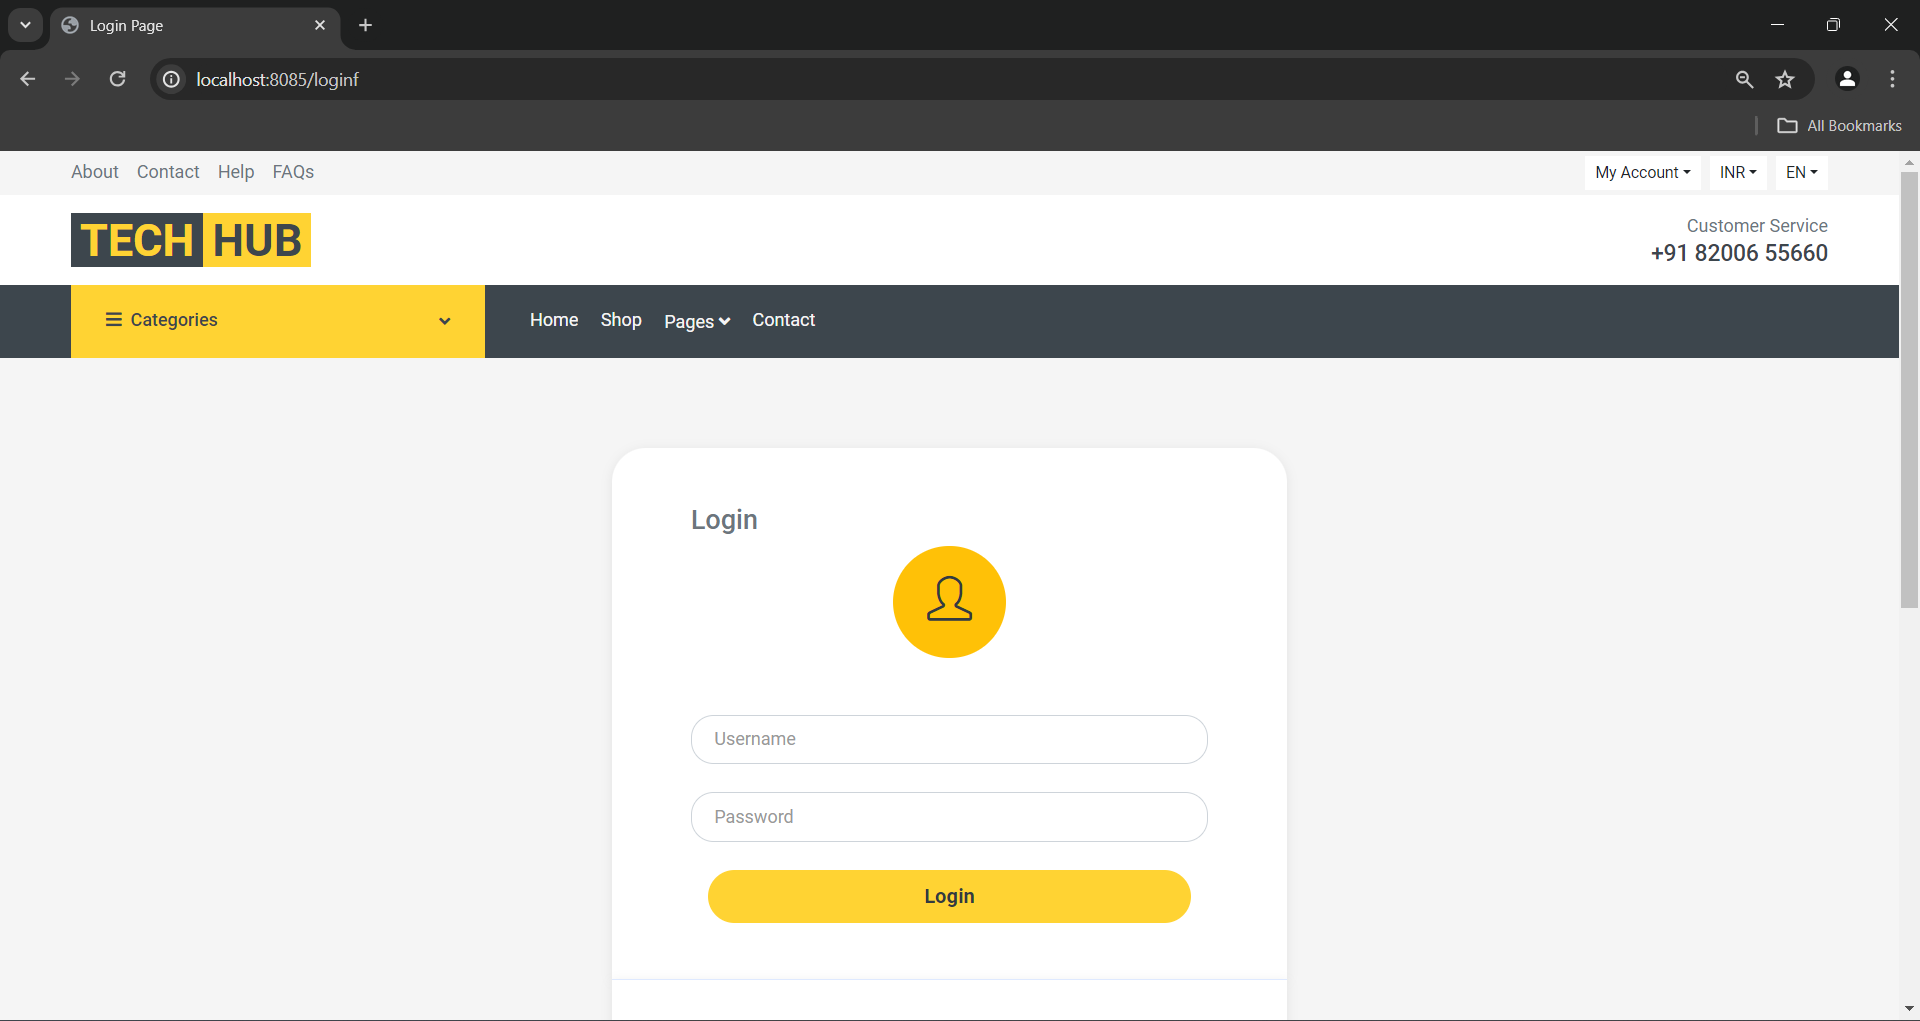 Login Page
localhost:8085/loginf
All Bookmarks
About Contact Help FAQs
My Account INR EN
TECH HUB
Customer Service
+91 82006 55660
Categories
Home Shop Pages Contact
Login
Username
Password
Login